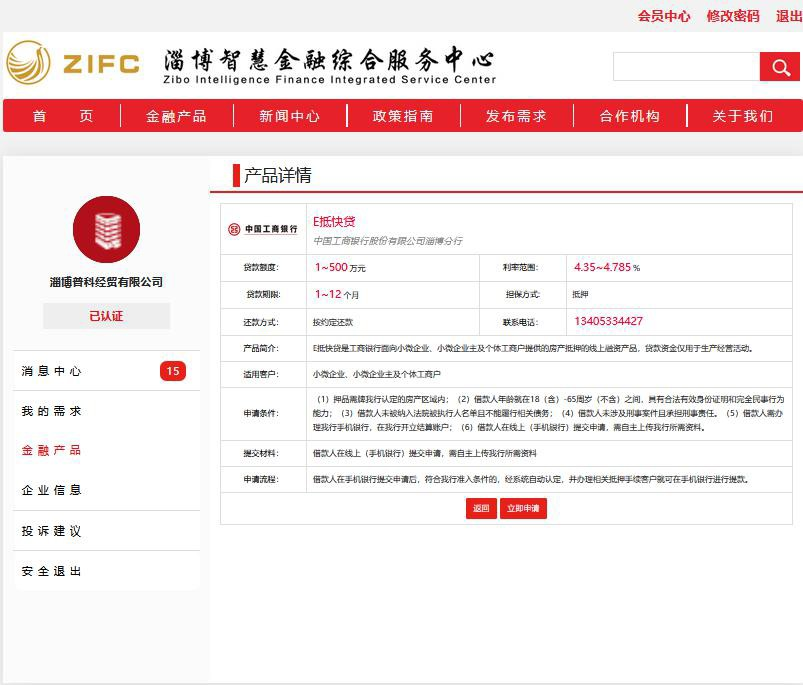 会员中心 修改密码 退出
ZIFC 淄博智慧金融综合服务中心
Zibo Intelligence Finance Integrated Service Center
首 页 金融产品 新闻中心 政策指南 发布需求 合作机构 关于我们
产品详情
淄博普科经贸有限公司
已认证
消息中心 15
我的需求
金融产品
企业信息
投诉建议
安全退出
中国工商银行
E抵快贷
中国工商银行股份有限公司淄博分行
贷款额度: 1~500 万元 利率范围: 4.35~4.785 %
贷款期限: 1~12 个月 担保方式: 抵押
还款方式: 按约定还款 联系电话: 13405334427
产品简介: E抵快贷是工商银行面向小微企业、小微企业主及个体工商户提供的房产抵押的线上融资产品，贷款资金仅用于生产经营活动。
适用客户: 小微企业、小微企业主及个体工商户
申请条件: （1）押品需牌我行认定的房产区域内；（2）借款人年龄就在18（含）-65周岁（不含）之间，具有合法有效身份证明和完全民事行为
能力；（3）借款人未被纳入法院被执行人名单且不能履行相关债务；（4）借款人未涉及刑事案件且承担刑事责任。（5）借款人需办
理我行手机银行，在我行开立结算账户；（6）借款人在线上（手机银行）提交申请，需自主上传我行所需资料。
提交材料: 借款人在线上（手机银行）提交申请，需自主上传我行所需资料
申请流程: 借款人在手机银行提交申请后，符合我行准入条件的，经系统自动认定，并办理相关抵押手续客户就可在手机银行进行提款。
返回 立即申请